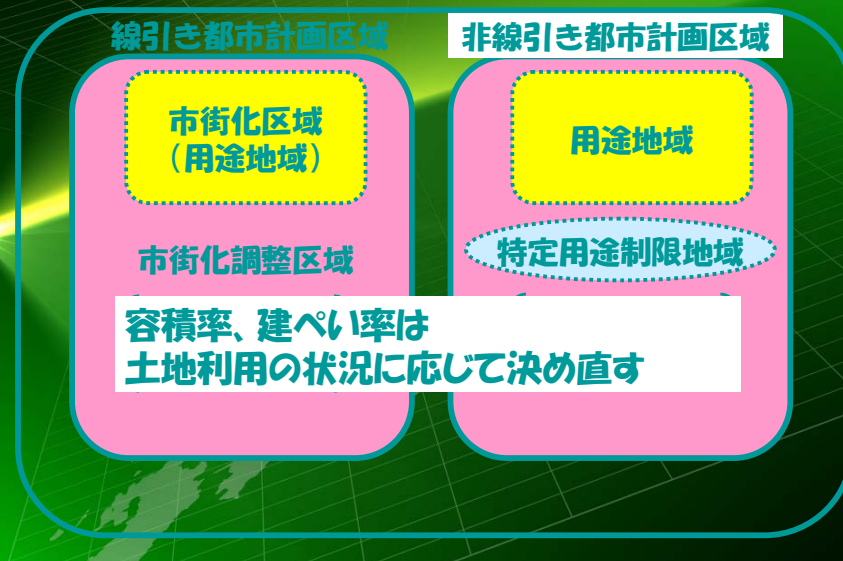 線引き都市計画区域
非線引き都市計画区域
市街化区域
（用途地域）
用途地域
市街化調整区域
特定用途制限地域
容積率、建ぺい率は
土地利用の状況に応じて決め直す